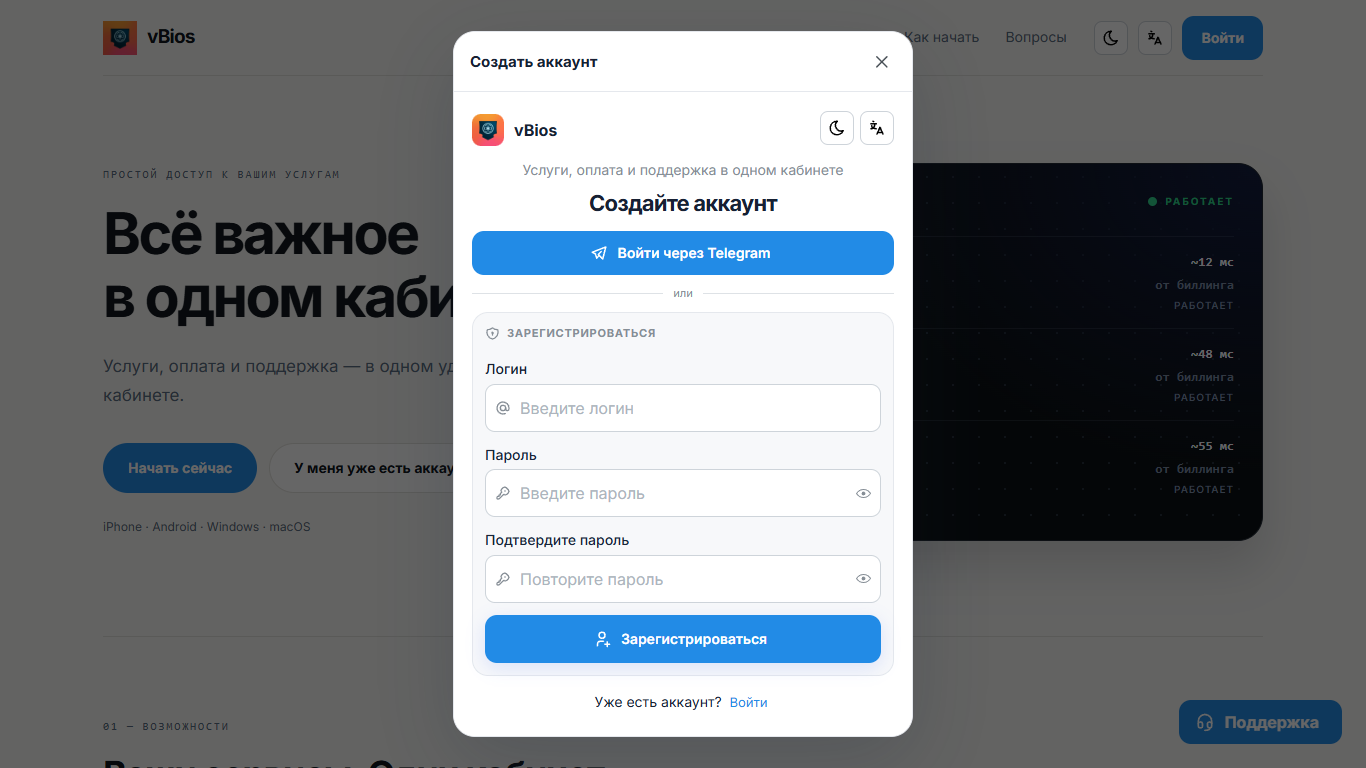 vBios
Как начать
Вопросы
Войти
ПРОСТОЙ ДОСТУП К ВАШИМ УСЛУГАМ
Всё важное
в одном каби
Услуги, оплата и поддержка — в одном уд
кабинете.
Начать сейчас
У меня уже есть аккау
iPhone · Android · Windows · macOS
01 — ВОЗМОЖНОСТИ
Создать аккаунт
vBios
Услуги, оплата и поддержка в одном кабинете
Создайте аккаунт
Войти через Telegram
или
ЗАРЕГИСТРИРОВАТЬСЯ
Логин
Введите логин
Пароль
Введите пароль
Подтвердите пароль
Повторите пароль
Зарегистрироваться
Уже есть аккаунт? Войти
РАБОТАЕТ
~12 мс
от биллинга
РАБОТАЕТ
~48 мс
от биллинга
РАБОТАЕТ
~55 мс
от биллинга
РАБОТАЕТ
Поддержка